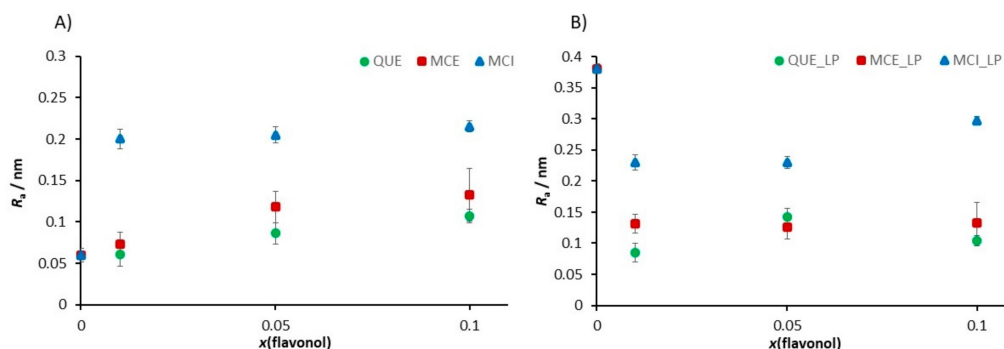 A)
0.3
QUE MCE MCI
0.25
0.2
0.15
0.1
0.05
0
Ra / nm
0 0.05 0.1
x(flavonol)
B)
0.4
QUE_LP MCE_LP MCI_LP
0.35
0.3
0.25
0.2
0.15
0.1
0.05
0
Ra / nm
0 0.05 0.1
x(flavonol)